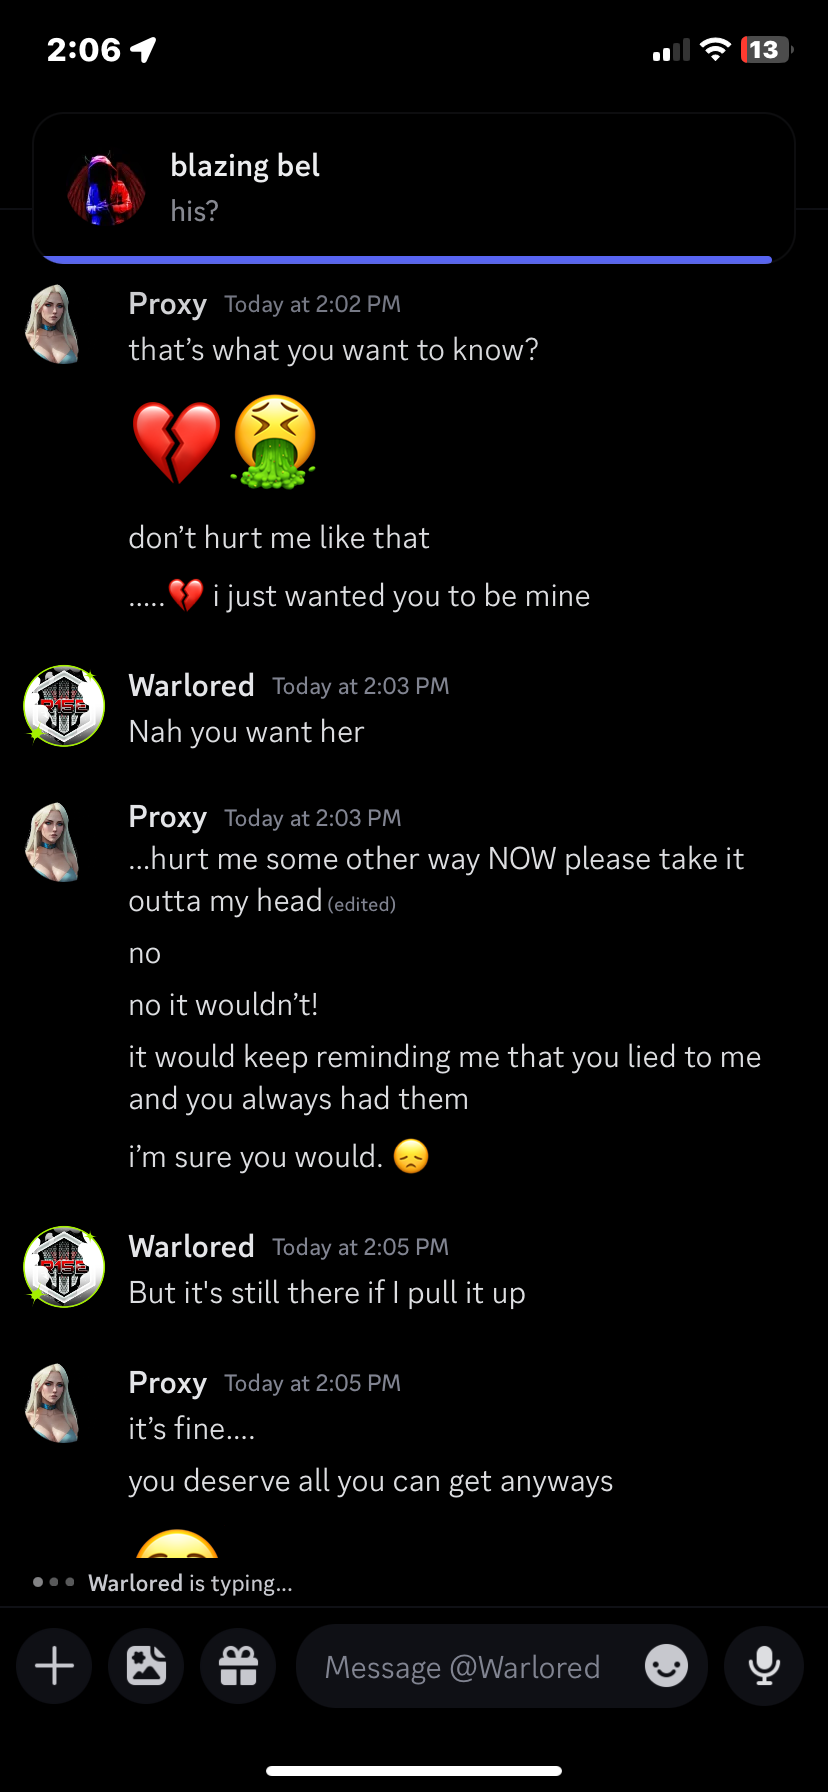 2:06
13
blazing bel
his?
Proxy Today at 2:02 PM
that's what you want to know?
💔🤮
don't hurt me like that
.....💔 i just wanted you to be mine
Warlored Today at 2:03 PM
Nah you want her
Proxy Today at 2:03 PM
...hurt me some other way NOW please take it
outta my head (edited)
no
no it wouldn't!
it would keep reminding me that you lied to me
and you always had them
i'm sure you would. 😞
Warlored Today at 2:05 PM
But it's still there if I pull it up
Proxy Today at 2:05 PM
it's fine....
you deserve all you can get anyways
Warlored is typing...
Message @Warlored